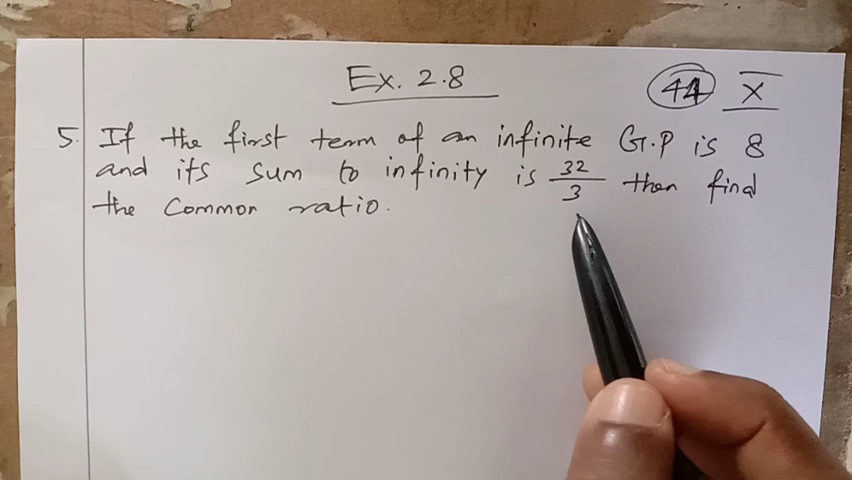 Ex. 2.8
44 X
5. If the first term of an infinite G.P is 8
and its sum to infinity is 32/3 then find
the common ratio.